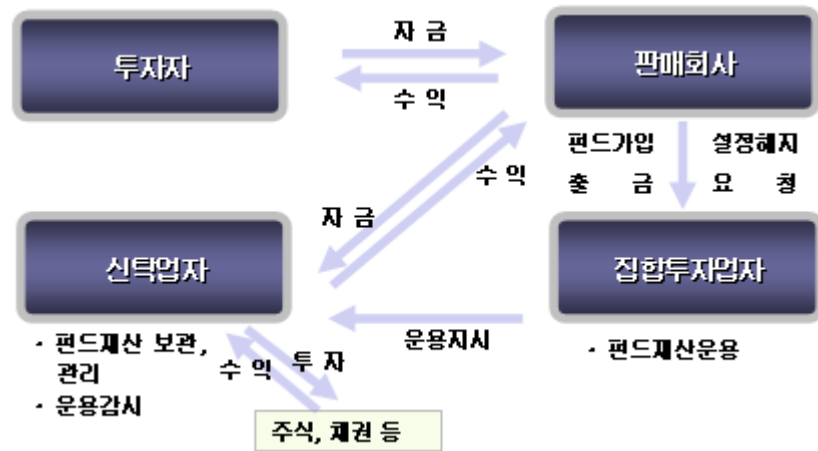 투자자
자 금
수 익
판매회사
펀드가입 설정해지
출 금 요 청
수 익
자 금
신탁업자
집합투자업자
운용지시
· 펀드재산 보관,
관리
· 운용감시
수 익
투 자
· 펀드재산운용
주식, 채권 등